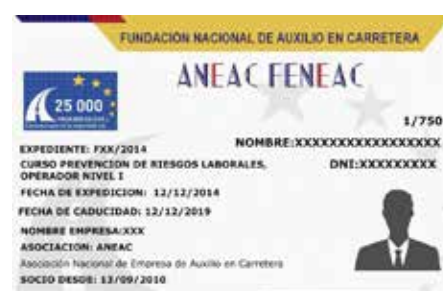 FUNDACIÓN NACIONAL DE AUXILIO EN CARRETERA
ANEAC FENEAC
25 000
1/750
NOMBRE:XXXXXXXXXXXXXXXXX
EXPEDIENTE: FXX/2014
CURSO PREVENCION DE RIESGOS LABORALES,
DNI:XXXXXXXXX
OPERADOR NIVEL I
FECHA DE EXPEDICION: 12/12/2014
FECHA DE CADUCIDAD: 12/12/2019
NOMBRE EMPRESA:XXX
ASOCIACION: ANEAC
Asociación Nacional de Empresa de Auxilio en Carretera
SOCIO DESDE: 13/09/2010